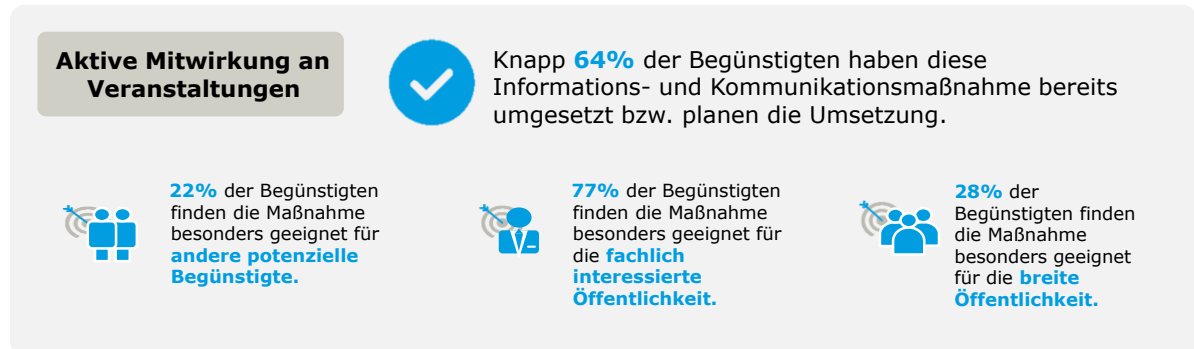 Aktive Mitwirkung an
Veranstaltungen
Knapp 64% der Begünstigten haben diese
Informations- und Kommunikationsmaßnahme bereits
umgesetzt bzw. planen die Umsetzung.
22% der Begünstigten
finden die Maßnahme
besonders geeignet für
andere potenzielle
Begünstigte.
77% der Begünstigten
finden die Maßnahme
besonders geeignet für
die fachlich
interessierte
Öffentlichkeit.
28% der
Begünstigten finden
die Maßnahme
besonders geeignet
für die breite
Öffentlichkeit.